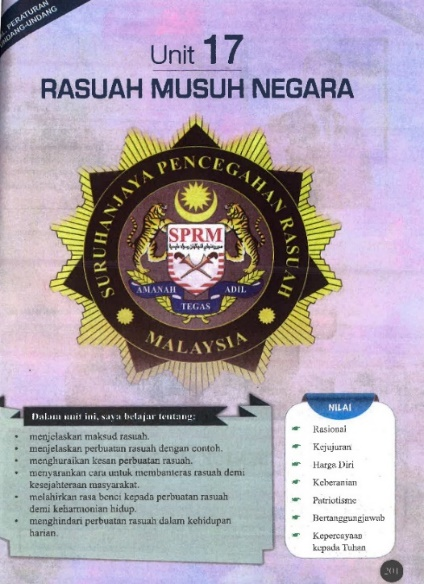 PERATURAN
UNDANG-UNDANG
Unit 17
RASUAH MUSUH NEGARA
SURUHANJAYA PENCEGAHAN RASUAH
SPRM
AMANAH
TEGAS
ADIL
MALAYSIA
Dalam unit ini, saya belajar tentang:
• menjelaskan maksud rasuah.
• menjelaskan perbuatan rasuah dengan contoh.
• menghuraikan kesan perbuatan rasuah.
• menyarankan cara untuk membanteras rasuah demi
kesejahteraan masyarakat.
• melahirkan rasa benci kepada perbuatan rasuah
demi keharmonian hidup.
• menghindari perbuatan rasuah dalam kehidupan
harian.
NILAI
Rasional
Kejujuran
Harga Diri
Keberanian
Patriotisme
Bertanggungjawab
Kepercayaan
kepada Tuhan
201